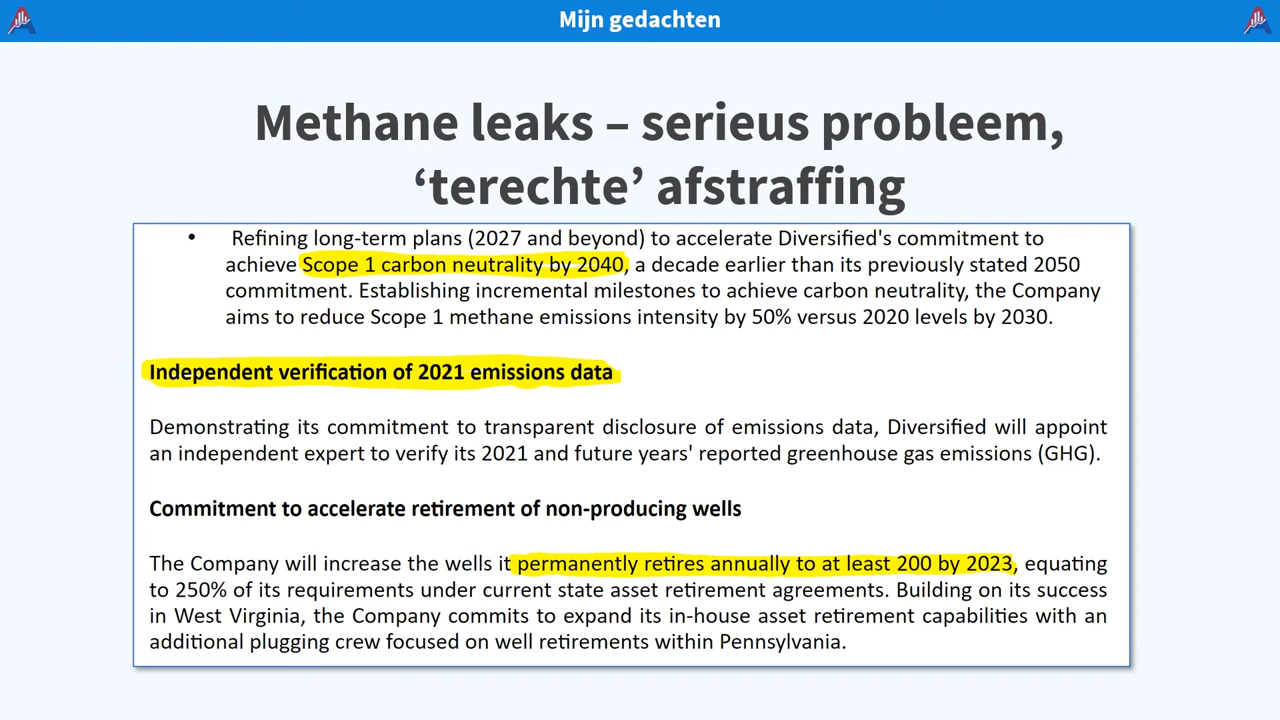 Mijn gedachten
Methane leaks – serieus probleem,
‘terechte’ afstraffing
• Refining long-term plans (2027 and beyond) to accelerate Diversified's commitment to
achieve Scope 1 carbon neutrality by 2040, a decade earlier than its previously stated 2050
commitment. Establishing incremental milestones to achieve carbon neutrality, the Company
aims to reduce Scope 1 methane emissions intensity by 50% versus 2020 levels by 2030.
Independent verification of 2021 emissions data
Demonstrating its commitment to transparent disclosure of emissions data, Diversified will appoint
an independent expert to verify its 2021 and future years' reported greenhouse gas emissions (GHG).
Commitment to accelerate retirement of non-producing wells
The Company will increase the wells it permanently retires annually to at least 200 by 2023, equating
to 250% of its requirements under current state asset retirement agreements. Building on its success
in West Virginia, the Company commits to expand its in-house asset retirement capabilities with an
additional plugging crew focused on well retirements within Pennsylvania.